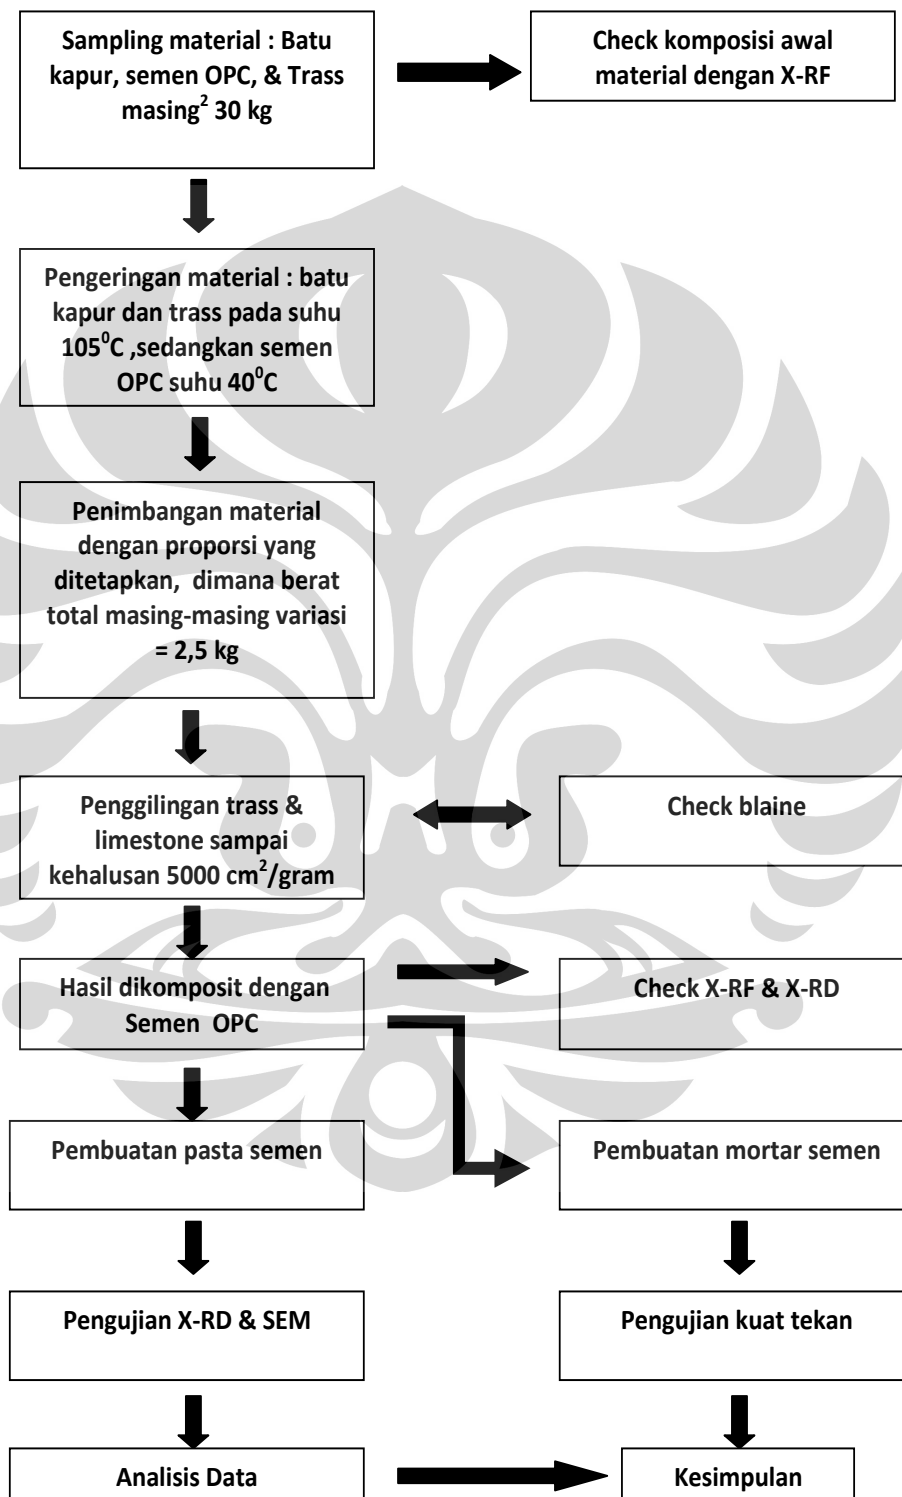 Sampling material : Batu
kapur, semen OPC, & Trass
masing² 30 kg
Check komposisi awal
material dengan X-RF
Pengeringan material : batu
kapur dan trass pada suhu
105⁰C ,sedangkan semen
OPC suhu 40⁰C
Penimbangan material
dengan proporsi yang
ditetapkan, dimana berat
total masing-masing variasi
= 2,5 kg
Penggilingan trass &
limestone sampai
kehalusan 5000 cm²/gram
Check blaine
Hasil dikomposit dengan
Semen OPC
Check X-RF & X-RD
Pembuatan pasta semen
Pembuatan mortar semen
Pengujian X-RD & SEM
Pengujian kuat tekan
Analisis Data
Kesimpulan